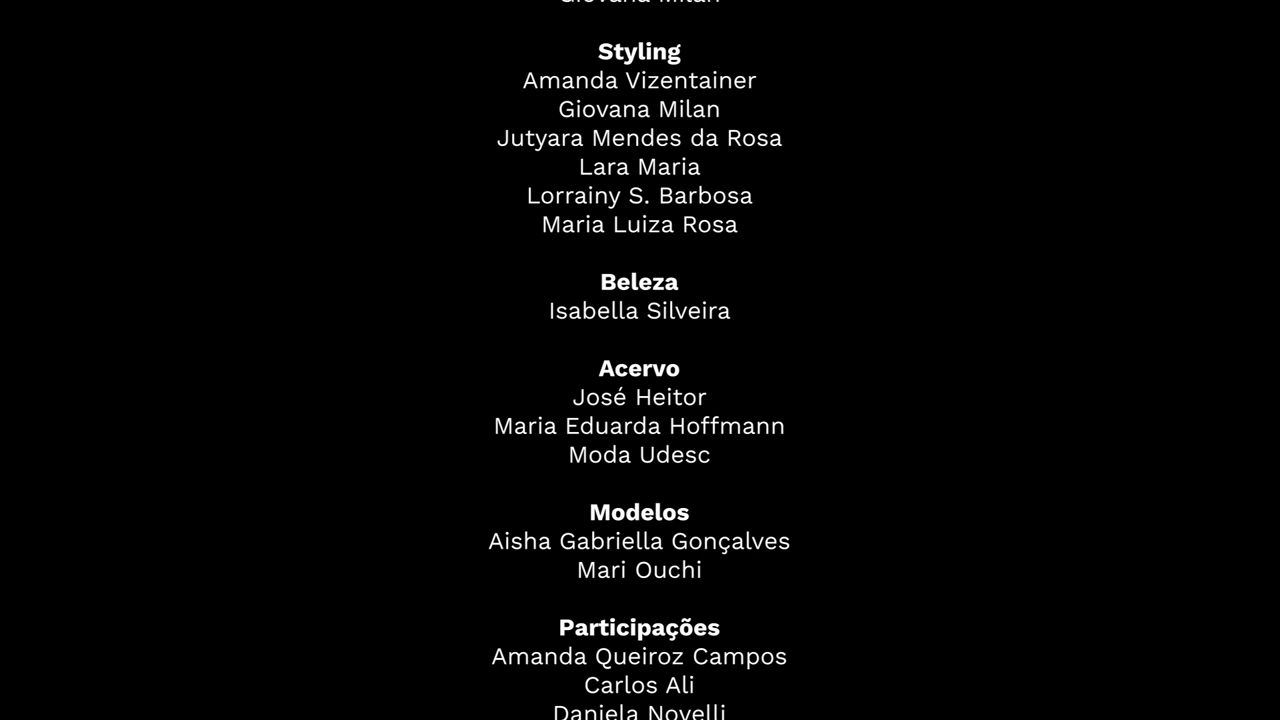 Giovana Milan
Styling
Amanda Vizentainer
Giovana Milan
Jutyara Mendes da Rosa
Lara Maria
Lorrainy S. Barbosa
Maria Luiza Rosa
Beleza
Isabella Silveira
Acervo
José Heitor
Maria Eduarda Hoffmann
Moda Udesc
Modelos
Aisha Gabriella Gonçalves
Mari Ouchi
Participações
Amanda Queiroz Campos
Carlos Ali
Daniela Novelli